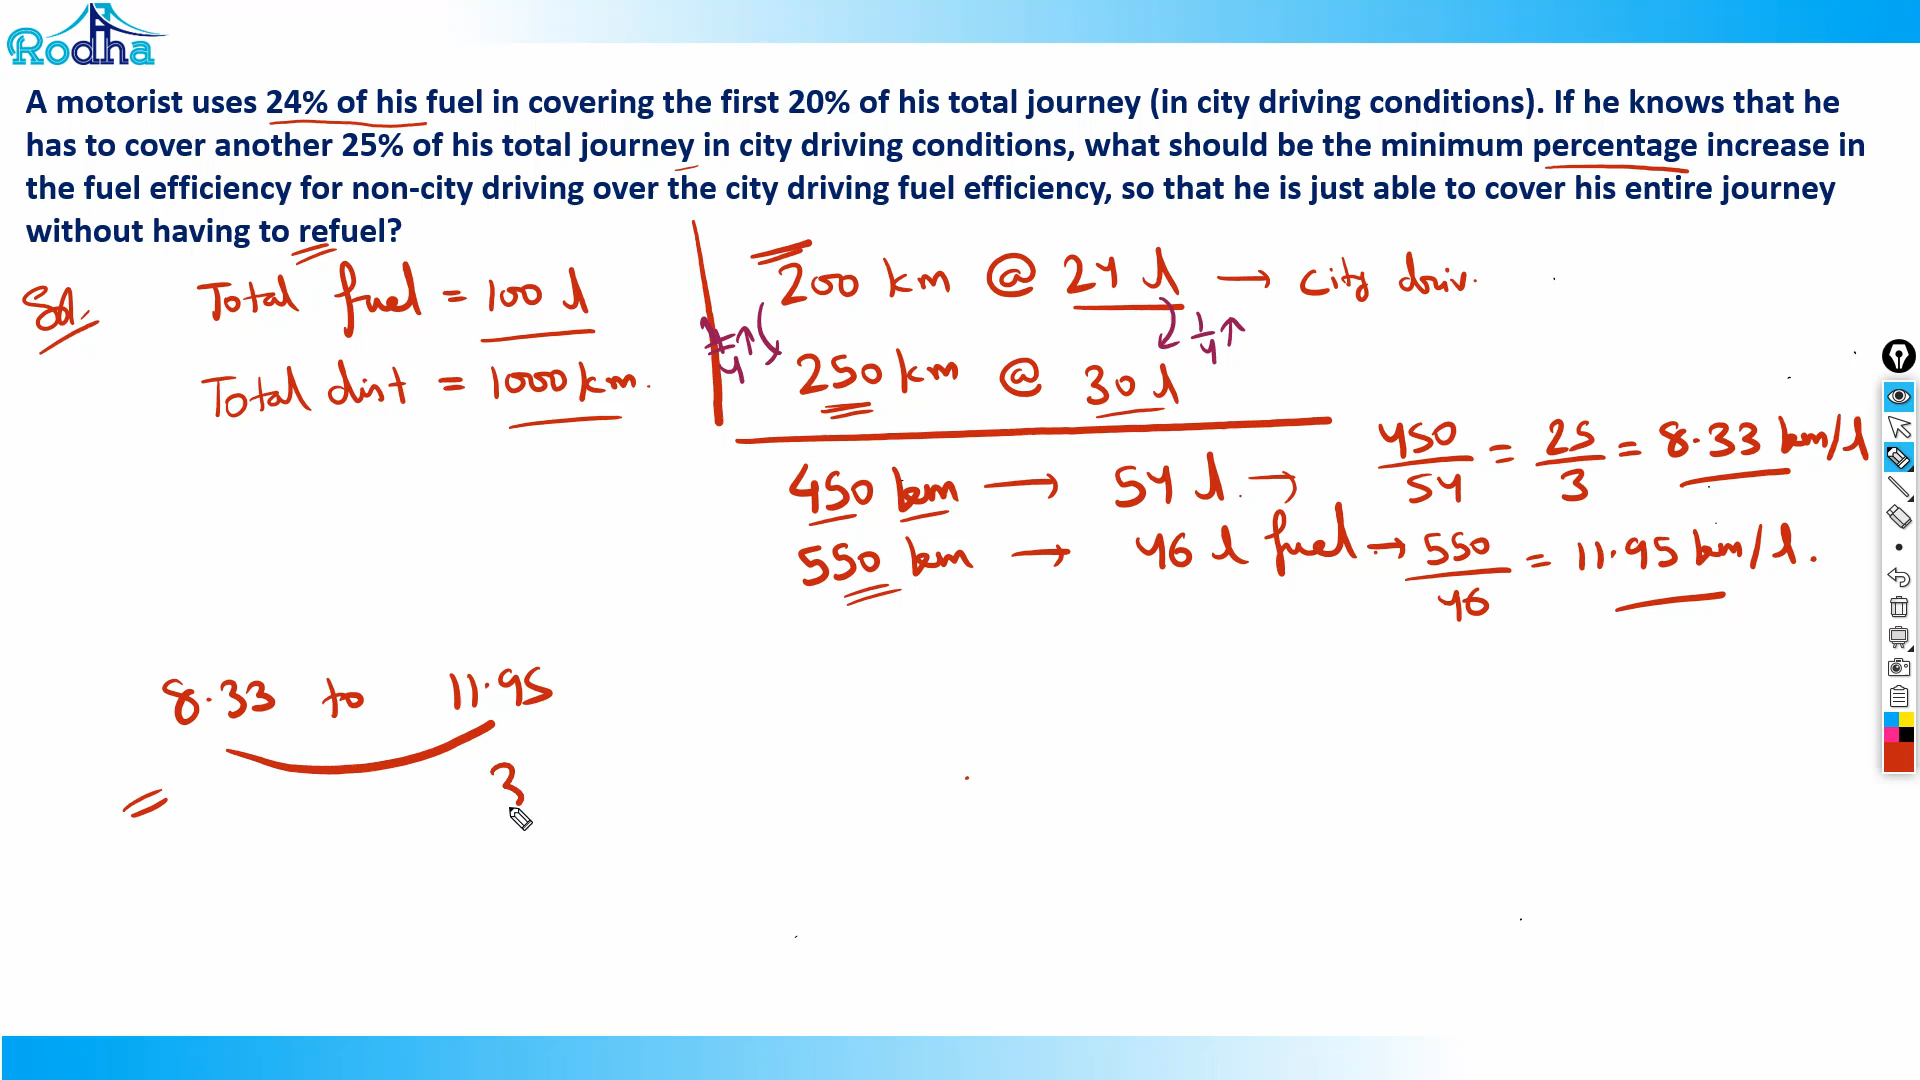 Rodha
A motorist uses 24% of his fuel in covering the first 20% of his total journey (in city driving conditions). If he knows that he
has to cover another 25% of his total journey in city driving conditions, what should be the minimum percentage increase in
the fuel efficiency for non-city driving over the city driving fuel efficiency, so that he is just able to cover his entire journey
without having to refuel?
Sol.
Total fuel = 100 l
Total dist = 1000 km.
200 km @ 24 l → city driv.
1/4 ↑
1/4 ↑
250 km @ 30 l
450 km → 54 l. → 450/54 = 25/3 = 8.33 km/l
550 km → 46 l fuel → 550/46 = 11.95 km/l.
8.33 to 11.95
= 3